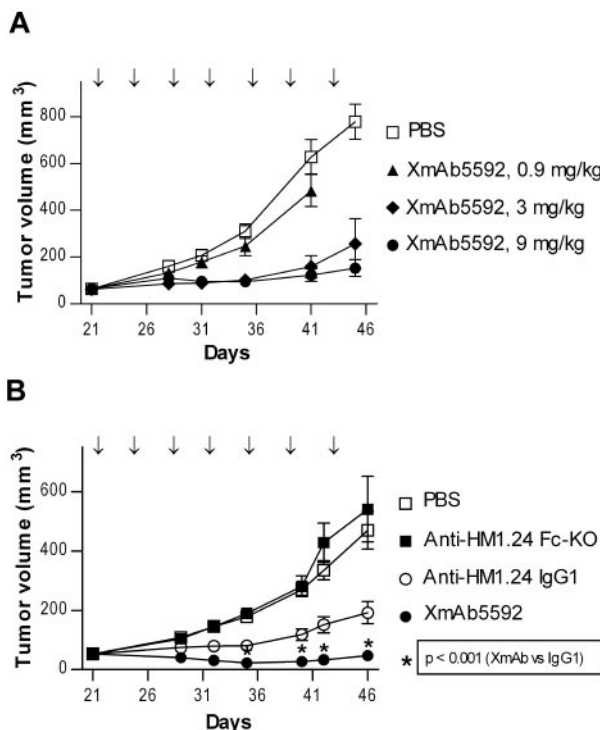 A
↓ ↓ ↓ ↓ ↓ ↓ ↓
Tumor volume (mm³)
800
600
400
200
0
21 26 31 36 41 46
Days
PBS
XmAb5592, 0.9 mg/kg
XmAb5592, 3 mg/kg
XmAb5592, 9 mg/kg
B
↓ ↓ ↓ ↓ ↓ ↓ ↓
Tumor volume (mm³)
600
400
200
0
21 26 31 36 41 46
Days
PBS
Anti-HM1.24 Fc-KO
Anti-HM1.24 IgG1
XmAb5592
* * * *
* p < 0.001 (XmAb vs IgG1)